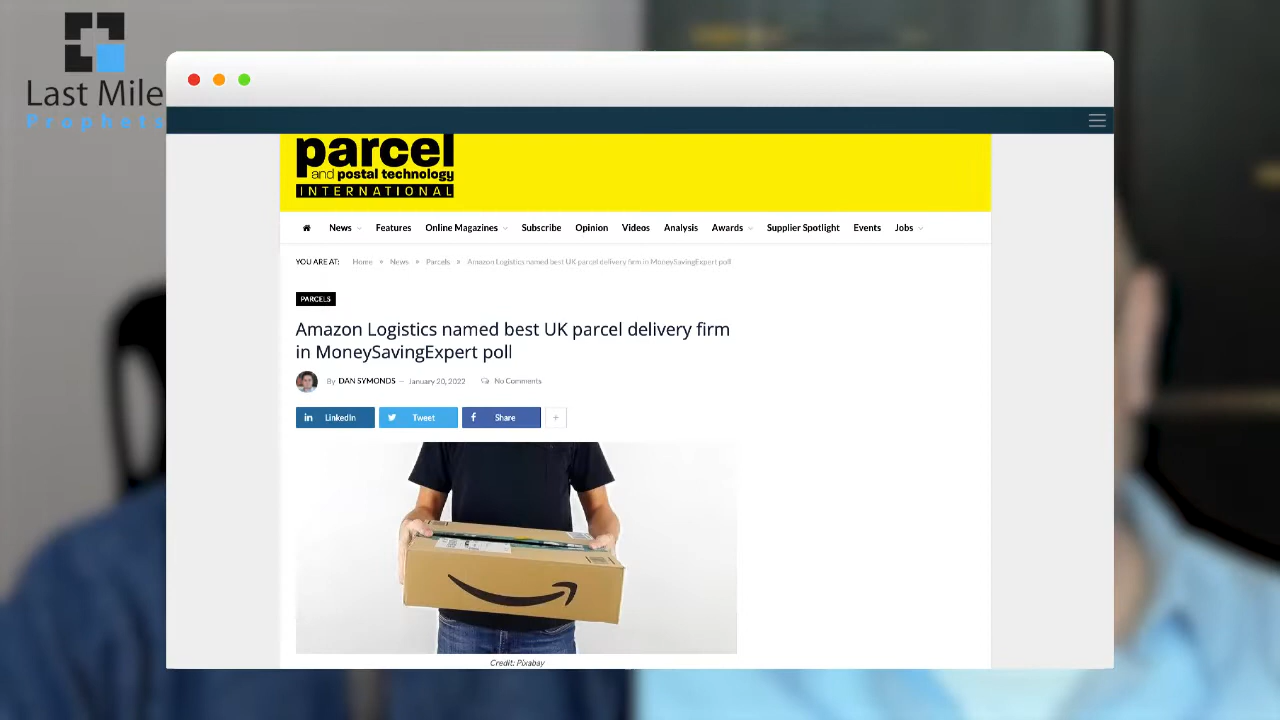 Last Mile
Prophets
parcel
and postal technology
INTERNATIONAL
News
Features
Online Magazines
Subscribe
Opinion
Videos
Analysis
Awards
Supplier Spotlight
Events
Jobs
YOU ARE AT: Home » News » Parcels » Amazon Logistics named best UK parcel delivery firm in MoneySavingExpert poll
PARCELS
Amazon Logistics named best UK parcel delivery firm
in MoneySavingExpert poll
By DAN SYMONDS – January 20, 2022 No Comments
in LinkedIn
Tweet
f Share
+
Credit: Pixabay